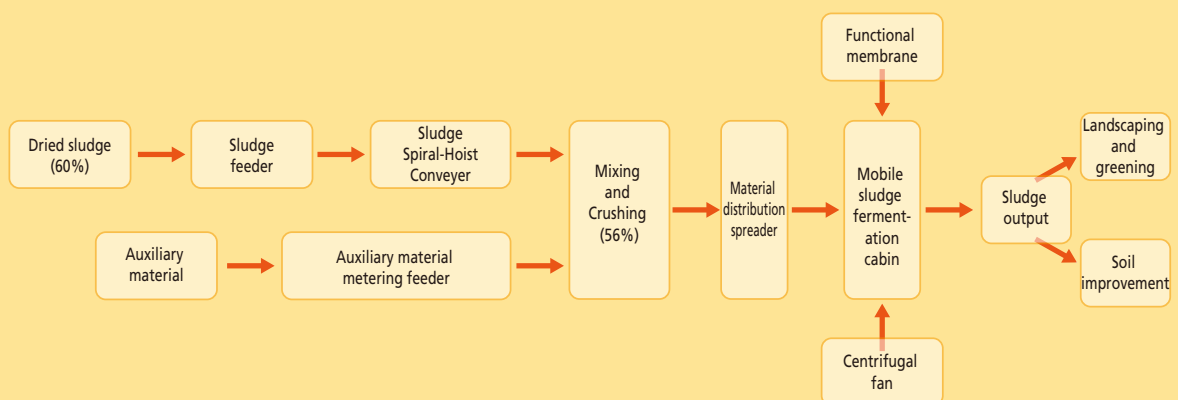 Functional
membrane
Dried sludge
(60%)
Sludge
feeder
Sludge
Spiral-Hoist
Conveyer
Auxiliary
material
Auxiliary material
metering feeder
Mixing
and
Crushing
(56%)
Material
distribution
spreader
Mobile
sludge
ferment-
ation
cabin
Centrifugal
fan
Sludge
output
Landscaping
and
greening
Soil
improvement